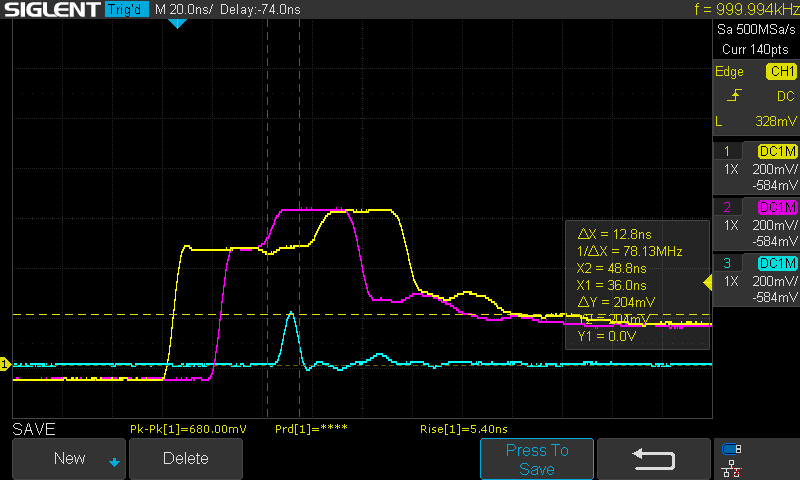 SIGLENT Trig'd M 20.0ns/ Delay:-74.0ns f = 999.994kHz
Sa 500MSa/s
Curr 140pts
Edge CH1
DC
L 328mV
1 DC1M
1X 200mV/
-584mV
2 DC1M
1X 200mV/
-584mV
3 DC1M
1X 200mV/
-584mV
ΔX = 12.8ns
1/ΔX = 78.13MHz
X2 = 48.8ns
X1 = 36.0ns
ΔY = 204mV
Y2 = 204mV
Y1 = 0.0V
1
SAVE Pk-Pk[1]=680.00mV Prd[1]=**** Rise[1]=5.40ns
New Delete Press To
Save